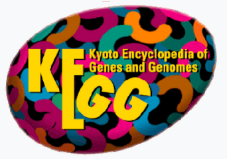 KEGG
Kyoto Encyclopedia of
Genes and Genomes